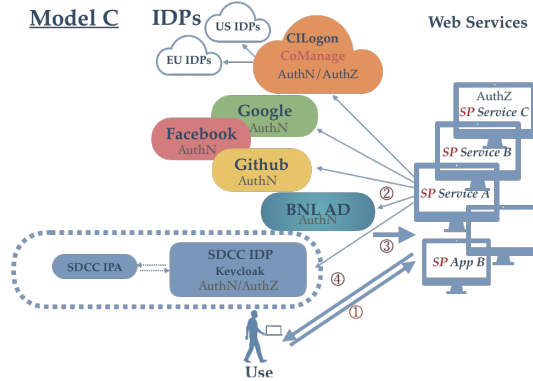 Model C
IDPs
Web Services
US IDPs
EU IDPs
CILogon
CoManage
AuthN/AuthZ
Google
AuthN
Facebook
AuthN
Github
AuthN
BNL AD
AuthN
AuthZ
SP Service C
SP Service B
SP Service A
②
③
SDCC IDP
Keycloak
AuthN/AuthZ
SDCC IPA
④
SP App B
①
Use